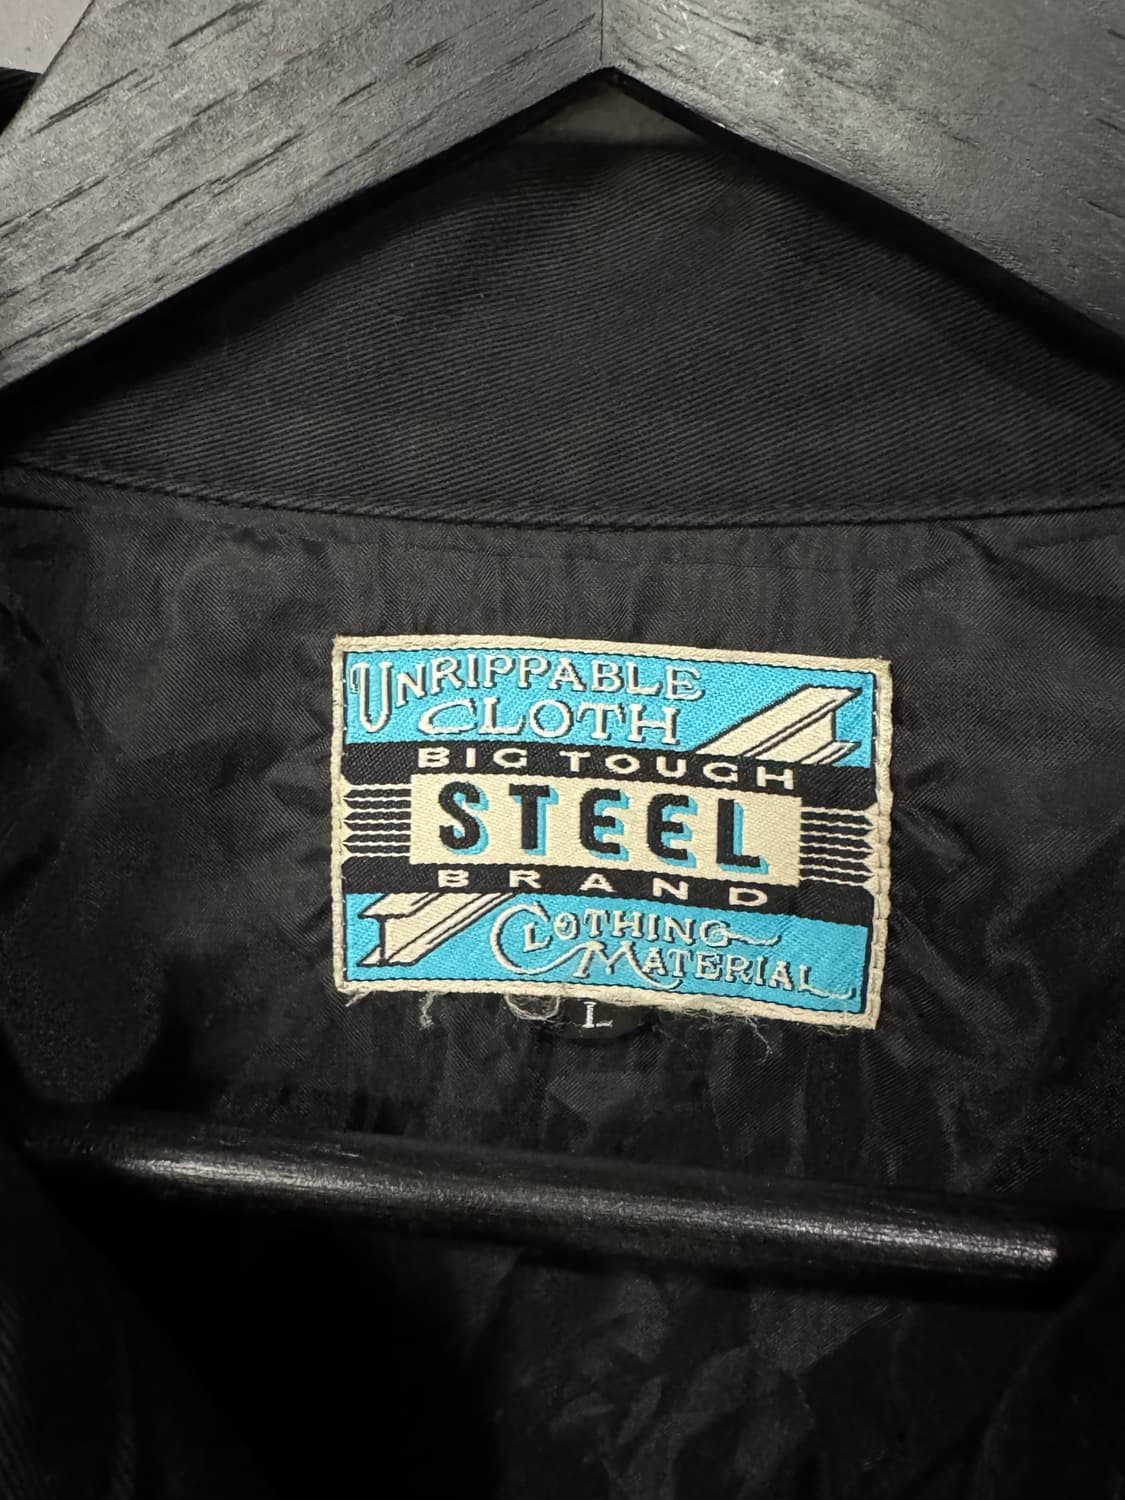 UNRIPPABLE
CLOTH
BIG TOUGH
STEEL
BRAND
CLOTHING
MATERIAL
L